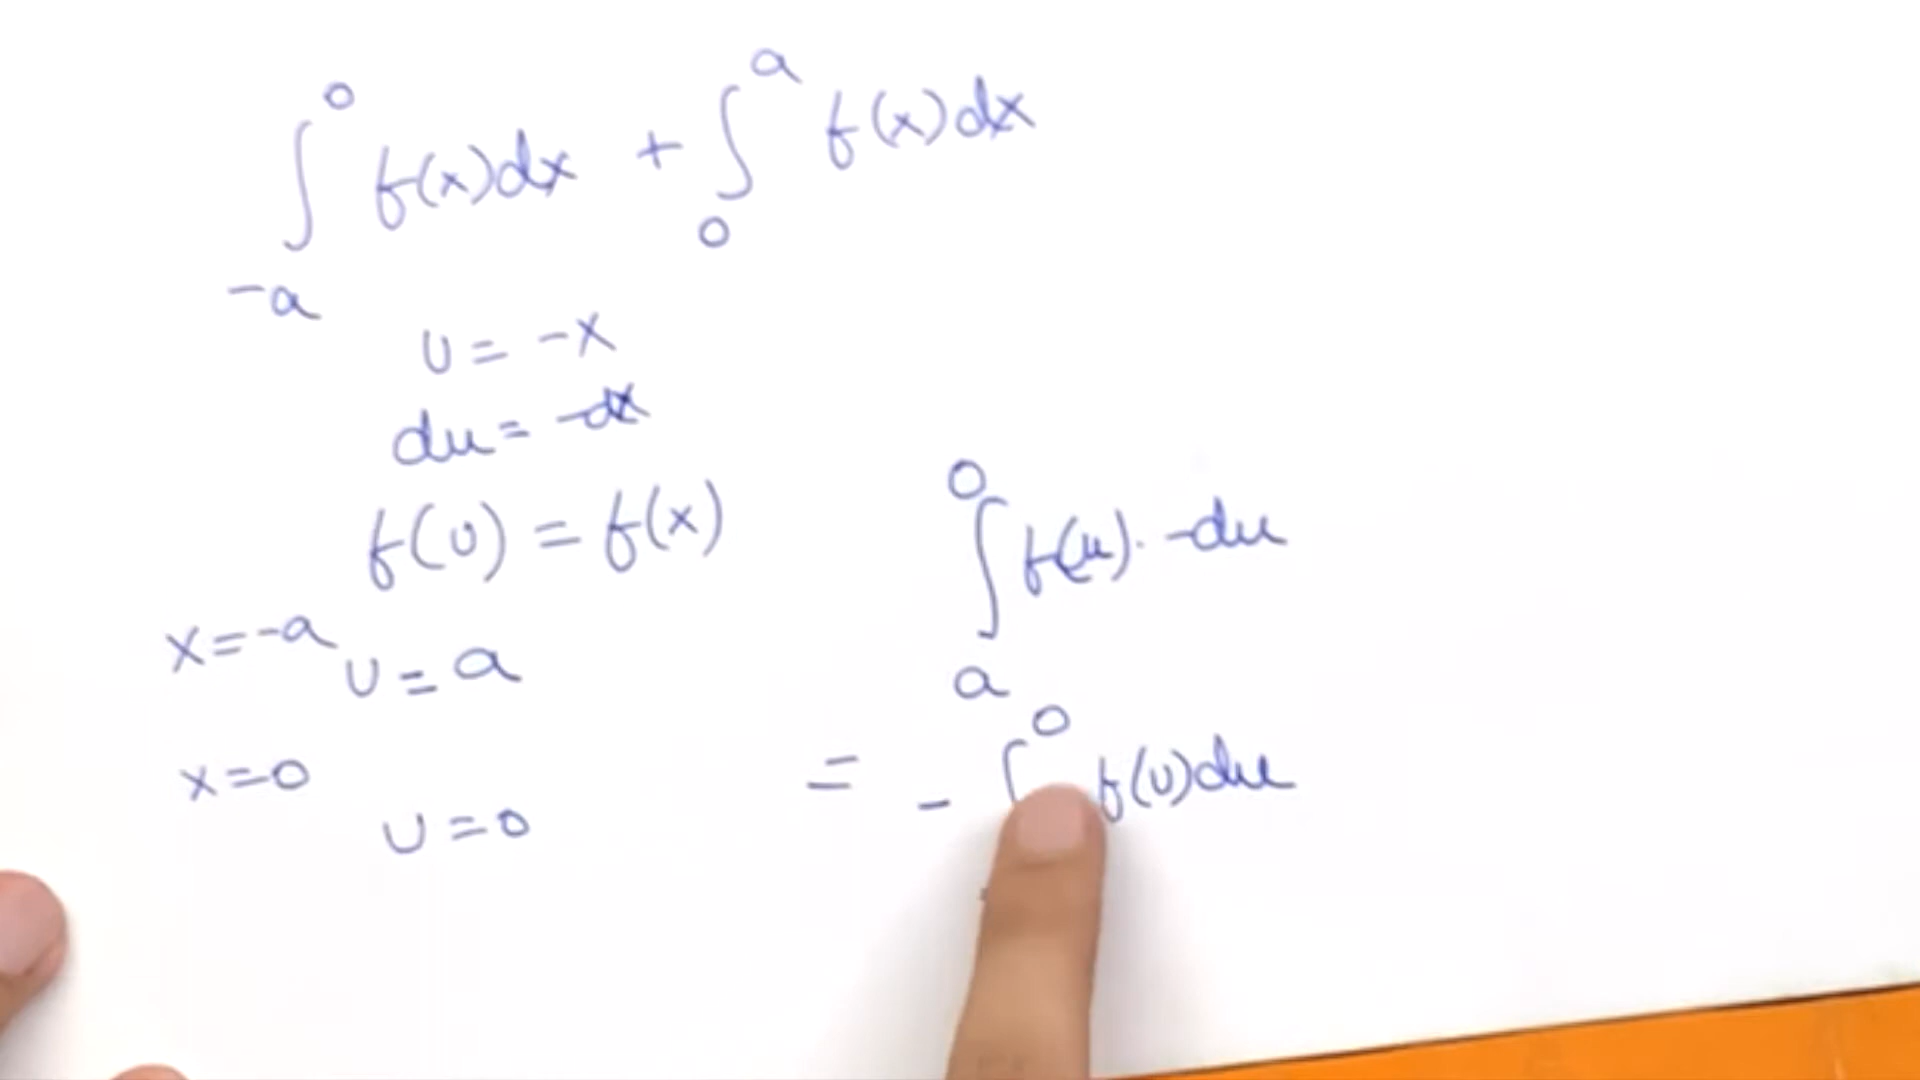 ∫_{-a}^{0} f(x)dx + ∫_{0}^{a} f(x)dx
u = -x
du = -dx
f(u) = f(x)
x=-a u = a
x=0 u=0
∫_{a}^{0} f(u) · -du
= - ∫^{0} f(u)du